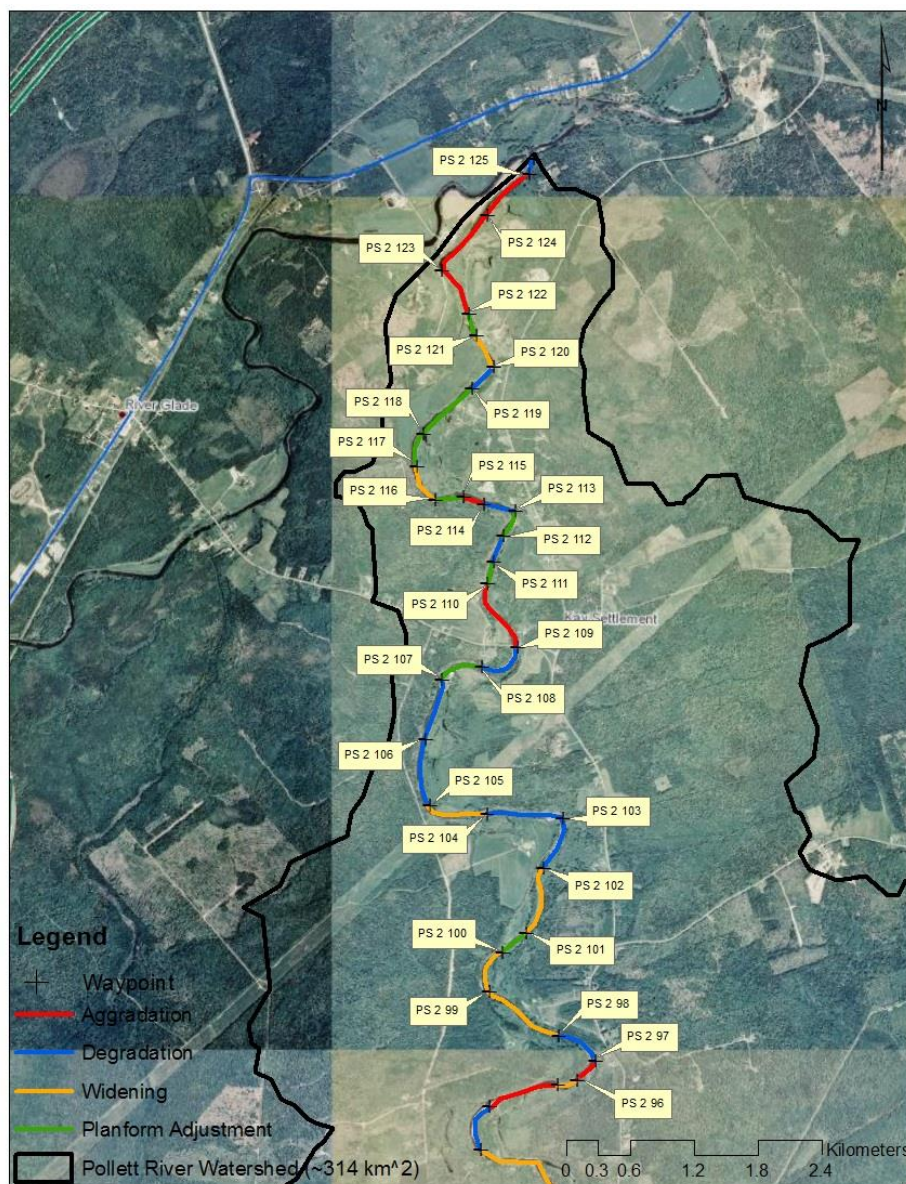 N
PS 2 125
PS 2 124
PS 2 123
PS 2 122
PS 2 121
PS 2 120
PS 2 119
PS 2 118
River Glade
PS 2 117
PS 2 115
PS 2 116
PS 2 113
PS 2 114
PS 2 112
PS 2 111
PS 2 110
Settlement
PS 2 109
PS 2 107
PS 2 108
PS 2 106
PS 2 105
PS 2 103
PS 2 104
PS 2 102
PS 2 100
PS 2 101
Legend
Waypoint
PS 2 99
PS 2 98
Aggradation
PS 2 97
Degradation
Widening
PS 2 96
Planform Adjustment
Kilometers
Pollett River Watershed (~314 km^2)
0 0.3 0.6 1.2 1.8 2.4